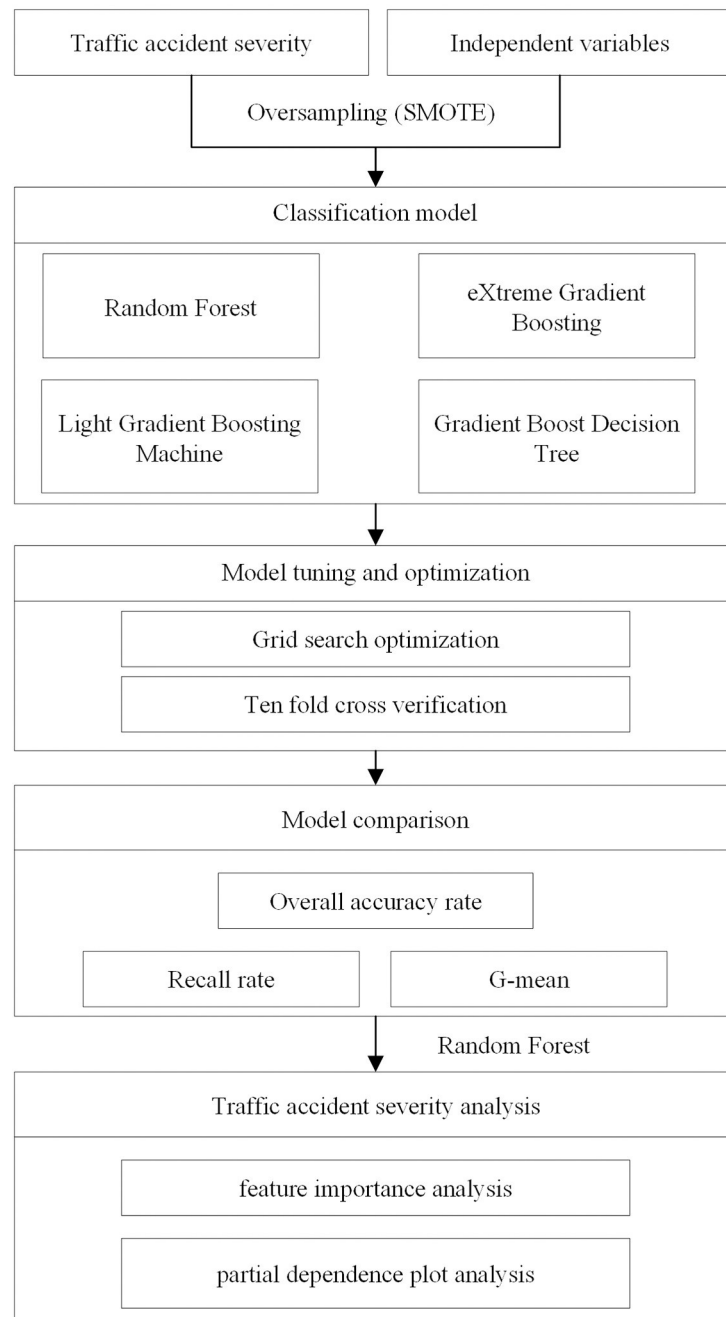 Traffic accident severity
Independent variables
Oversampling (SMOTE)
Classification model
Random Forest
eXtreme Gradient
Boosting
Light Gradient Boosting
Machine
Gradient Boost Decision
Tree
Model tuning and optimization
Grid search optimization
Ten fold cross verification
Model comparison
Overall accuracy rate
Recall rate
G-mean
Random Forest
Traffic accident severity analysis
feature importance analysis
partial dependence plot analysis